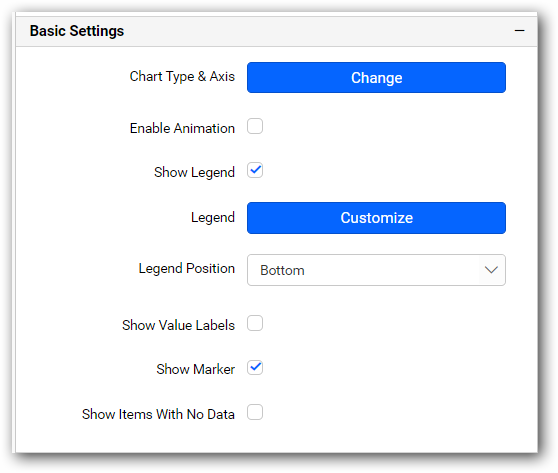 Basic Settings
Chart Type & Axis Change
Enable Animation
Show Legend
Legend Customize
Legend Position Bottom
Show Value Labels
Show Marker
Show Items With No Data